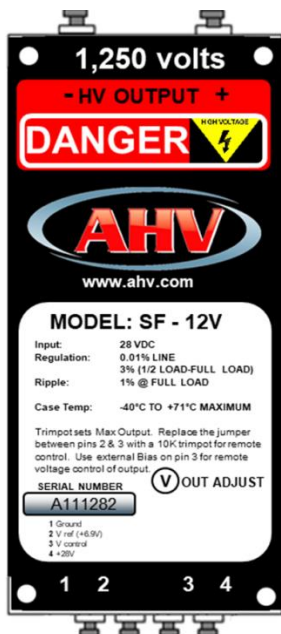 1,250 volts
- HV OUTPUT +
DANGER
HIGH VOLTAGE
AHV
www.ahv.com
MODEL: SF - 12V
Input: 28 VDC
Regulation: 0.01% LINE
3% (1/2 LOAD-FULL LOAD)
Ripple: 1% @ FULL LOAD
Case Temp: -40°C TO +71°C MAXIMUM
Trimpot sets Max Output. Replace the jumper
between pins 2 & 3 with a 10K trimpot for remote
control. Use external Bias on pin 3 for remote
voltage control of output.
SERIAL NUMBER
A111282
V OUT ADJUST
1 Ground
2 V ref (+6.9V)
3 V control
4 +28V
1 2 3 4